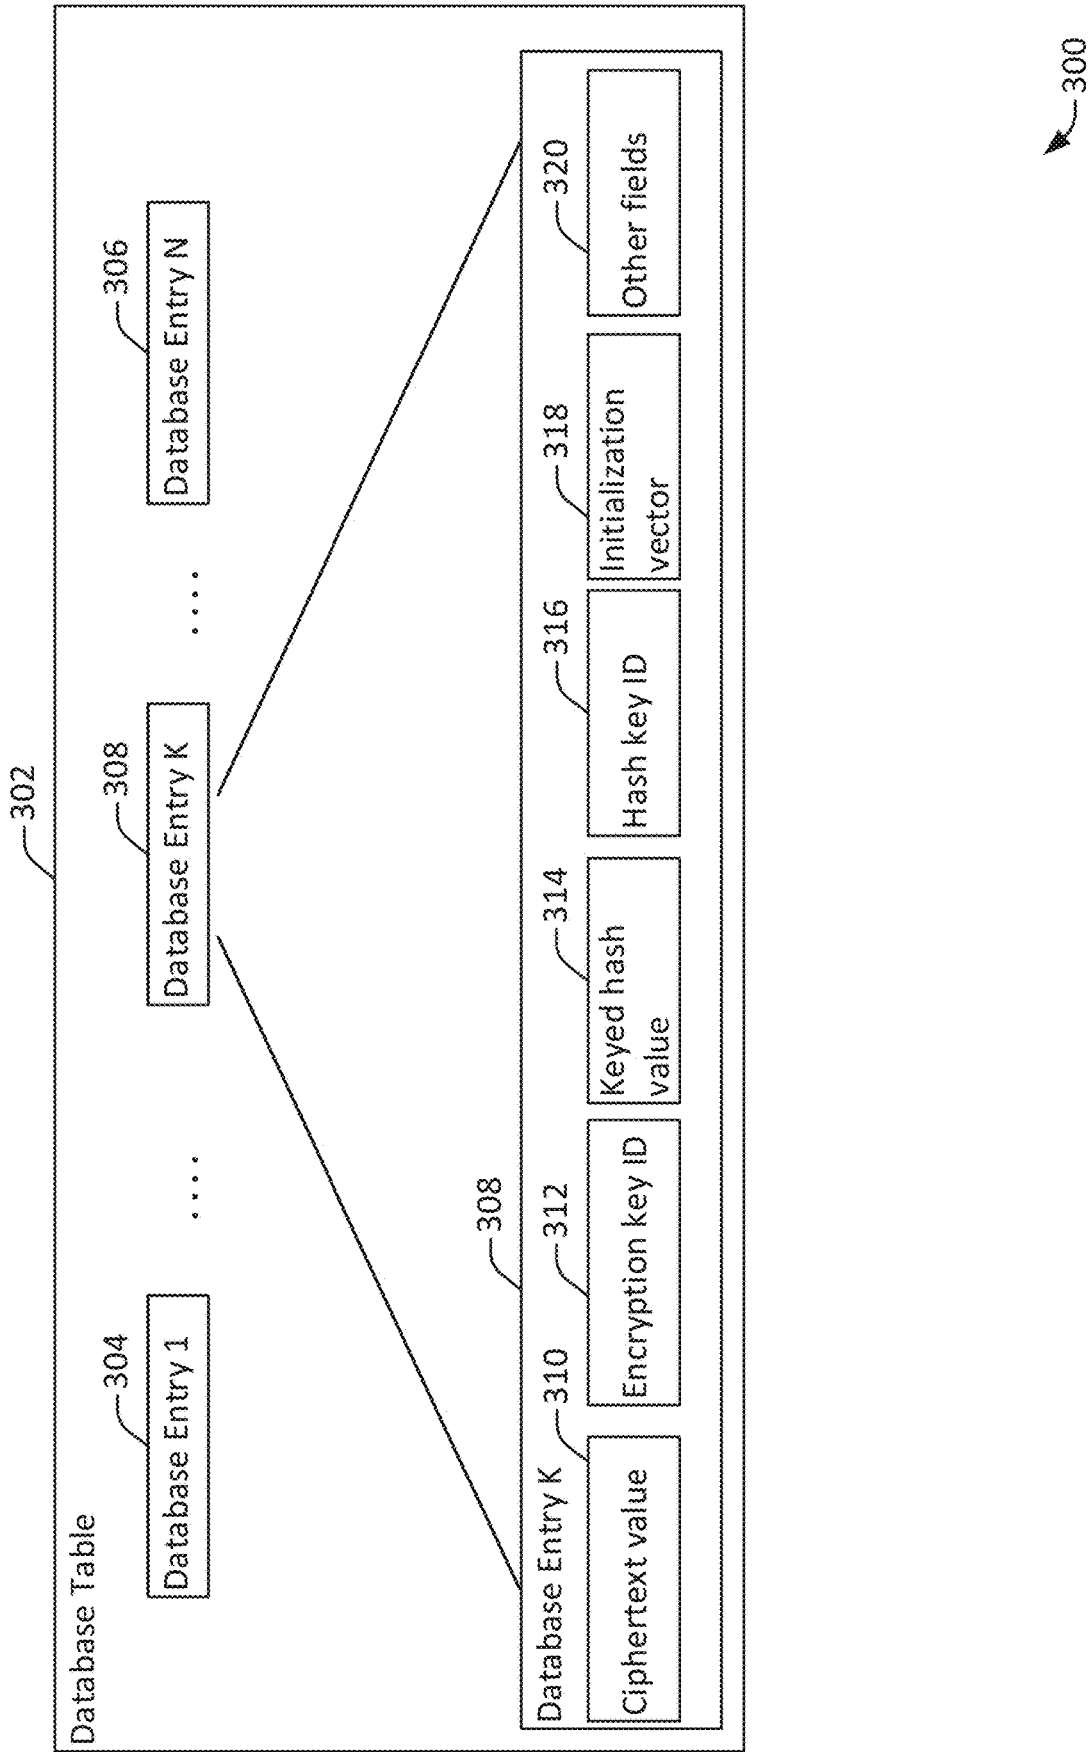 302
Database Table
304
308
306
Database Entry 1
....
Database Entry K
....
Database Entry N
308
Database Entry K
310
312
314
316
318
320
Ciphertext value
Encryption key ID
Keyed hash
value
Hash key ID
Initialization
vector
Other fields
300